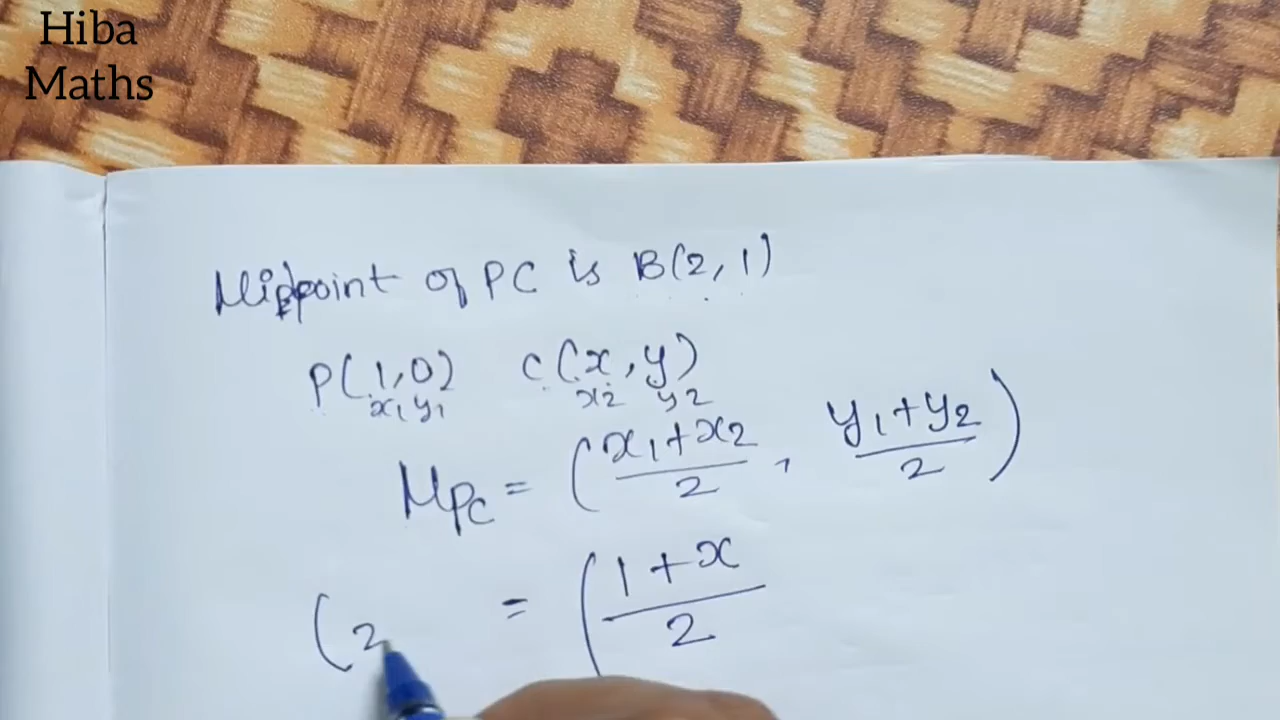 Hiba
Maths
Midpoint of PC is B(2, 1)
P(1,0) C(x, y)
x₁ y₁ x2 y2
M_PC = (x₁+x₂/2, y₁+y₂/2)
(2 = (1+x/2